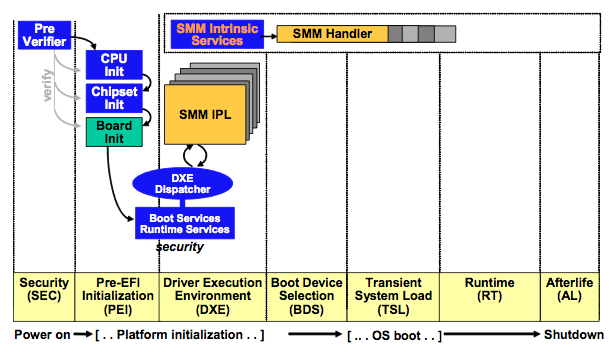 Pre
Verifier
SMM Intrinsic
Services
SMM Handler
CPU
Init
verify
Chipset
Init
Board
Init
SMM IPL
DXE
Dispatcher
Boot Services
Runtime Services
security
Security
(SEC)
Pre-EFI
Initialization
(PEI)
Driver Execution
Environment
(DXE)
Boot Device
Selection
(BDS)
Transient
System Load
(TSL)
Runtime
(RT)
Afterlife
(AL)
Power on
[ . . Platform initialization . . ]
[ .. . OS boot . . ]
Shutdown